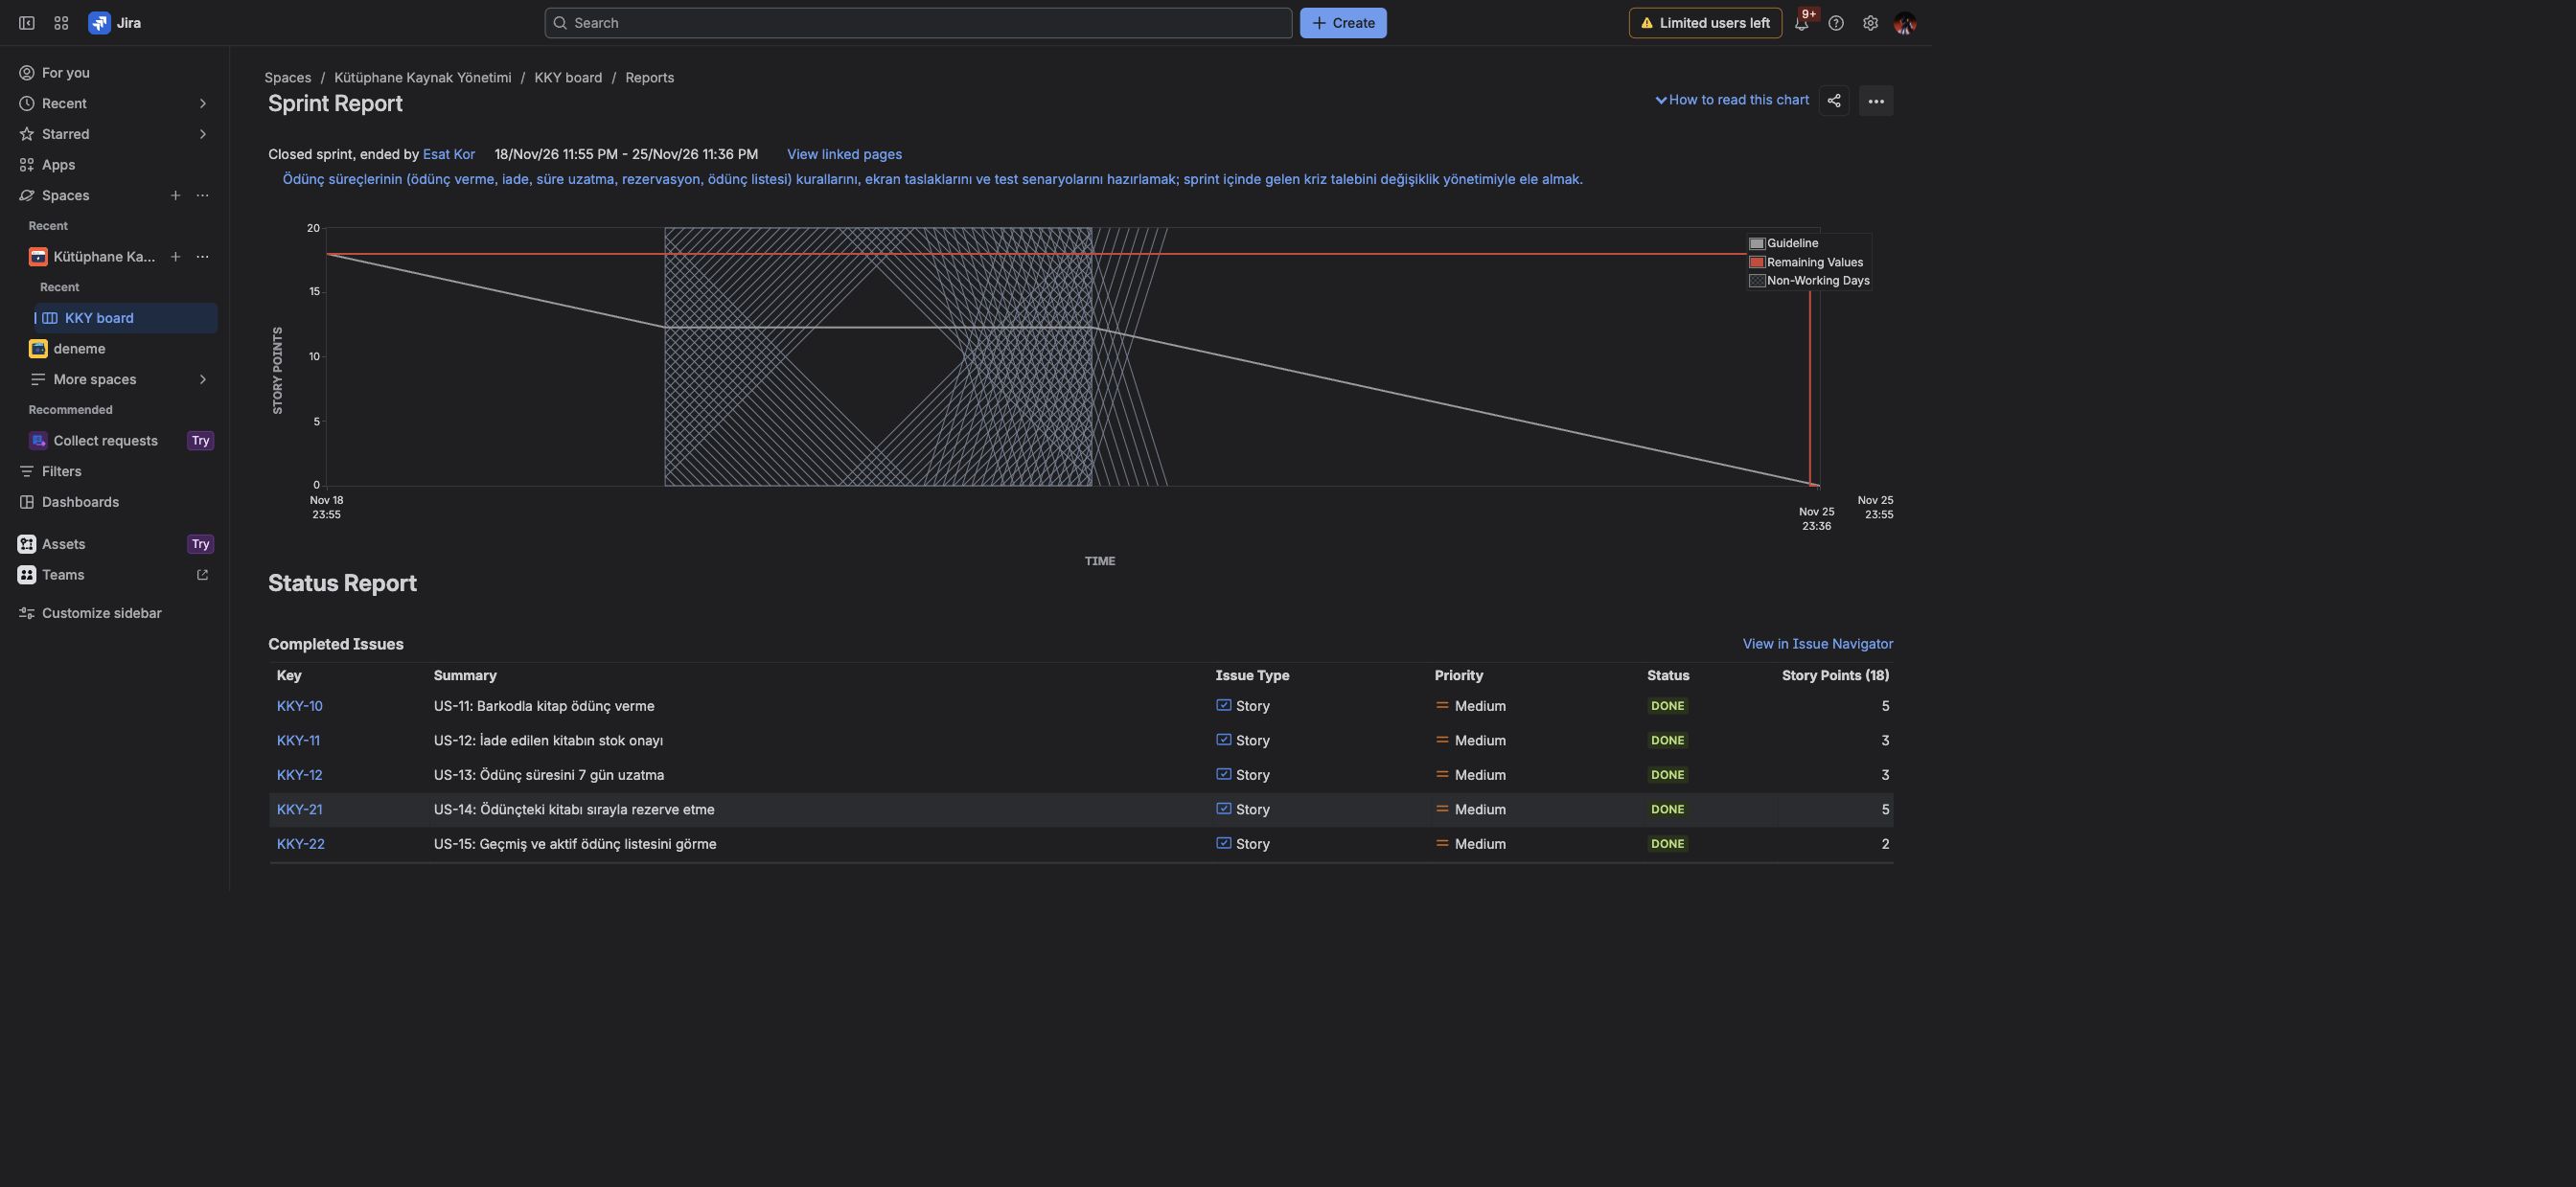 Jira
Search
+ Create
Limited users left
9+
For you
Recent
Starred
Apps
Spaces
Recent
Kütüphane Ka...
Recent
KKY board
deneme
More spaces
Recommended
Collect requests Try
Filters
Dashboards
Assets Try
Teams
Customize sidebar
Spaces / Kütüphane Kaynak Yönetimi / KKY board / Reports
Sprint Report
How to read this chart
Closed sprint, ended by Esat Kor 18/Nov/26 11:55 PM - 25/Nov/26 11:36 PM View linked pages
Ödünç süreçlerinin (ödünç verme, iade, süre uzatma, rezervasyon, ödünç listesi) kurallarını, ekran taslaklarını ve test senaryolarını hazırlamak; sprint içinde gelen kriz talebini değişiklik yönetimiyle ele almak.
STORY POINTS
20
15
10
5
0
Guideline
Remaining Values
Non-Working Days
Nov 18
23:55
Nov 25
23:36
Nov 25
23:55
TIME
Status Report
Completed Issues
View in Issue Navigator
Key Summary Issue Type Priority Status Story Points (18)
KKY-10 US-11: Barkodla kitap ödünç verme Story Medium DONE 5
KKY-11 US-12: İade edilen kitabın stok onayı Story Medium DONE 3
KKY-12 US-13: Ödünç süresini 7 gün uzatma Story Medium DONE 3
KKY-21 US-14: Ödünçteki kitabı sırayla rezerve etme Story Medium DONE 5
KKY-22 US-15: Geçmiş ve aktif ödünç listesini görme Story Medium DONE 2